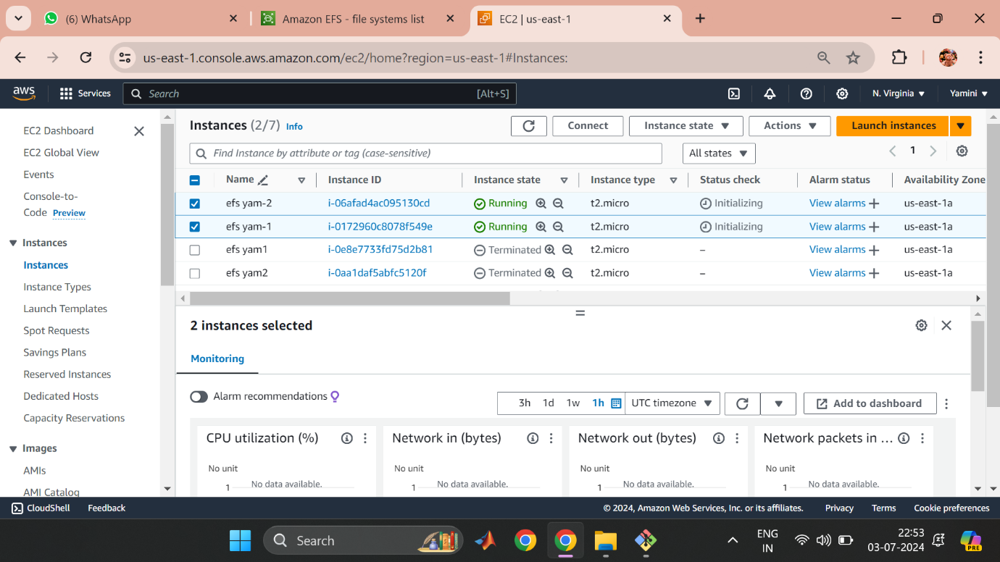 (6) WhatsApp
Amazon EFS - file systems list
EC2 | us-east-1
us-east-1.console.aws.amazon.com/ec2/home?region=us-east-1#Instances:
aws
Services
Search
[Alt+S]
N. Virginia
Yamini
EC2 Dashboard
EC2 Global View
Events
Console-to-
Code Preview
Instances
Instances
Instance Types
Launch Templates
Spot Requests
Savings Plans
Reserved Instances
Dedicated Hosts
Capacity Reservations
Images
AMIs
AMI Catalog
Instances (2/7) Info
Connect
Instance state
Actions
Launch instances
Find Instance by attribute or tag (case-sensitive)
All states
1
Name Instance ID Instance state Instance type Status check Alarm status Availability Zone
efs yam-2 i-06afad4ac095130cd Running t2.micro Initializing View alarms us-east-1a
efs yam-1 i-0172960c8078f549e Running t2.micro Initializing View alarms us-east-1a
efs yam1 i-0e8e7733fd75d2b81 Terminated t2.micro – View alarms us-east-1a
efs yam2 i-0aa1daf5abfc5120f Terminated t2.micro – View alarms us-east-1a
2 instances selected
Monitoring
Alarm recommendations
3h 1d 1w 1h UTC timezone
Add to dashboard
CPU utilization (%)
No unit
1 No data available.
Network in (bytes)
No unit
1 No data available.
Network out (bytes)
No unit
1 No data available.
Network packets in ...
No unit
1 No data available.
CloudShell Feedback
© 2024, Amazon Web Services, Inc. or its affiliates. Privacy Terms Cookie preferences
Search
ENG
IN
22:53
03-07-2024
PRE